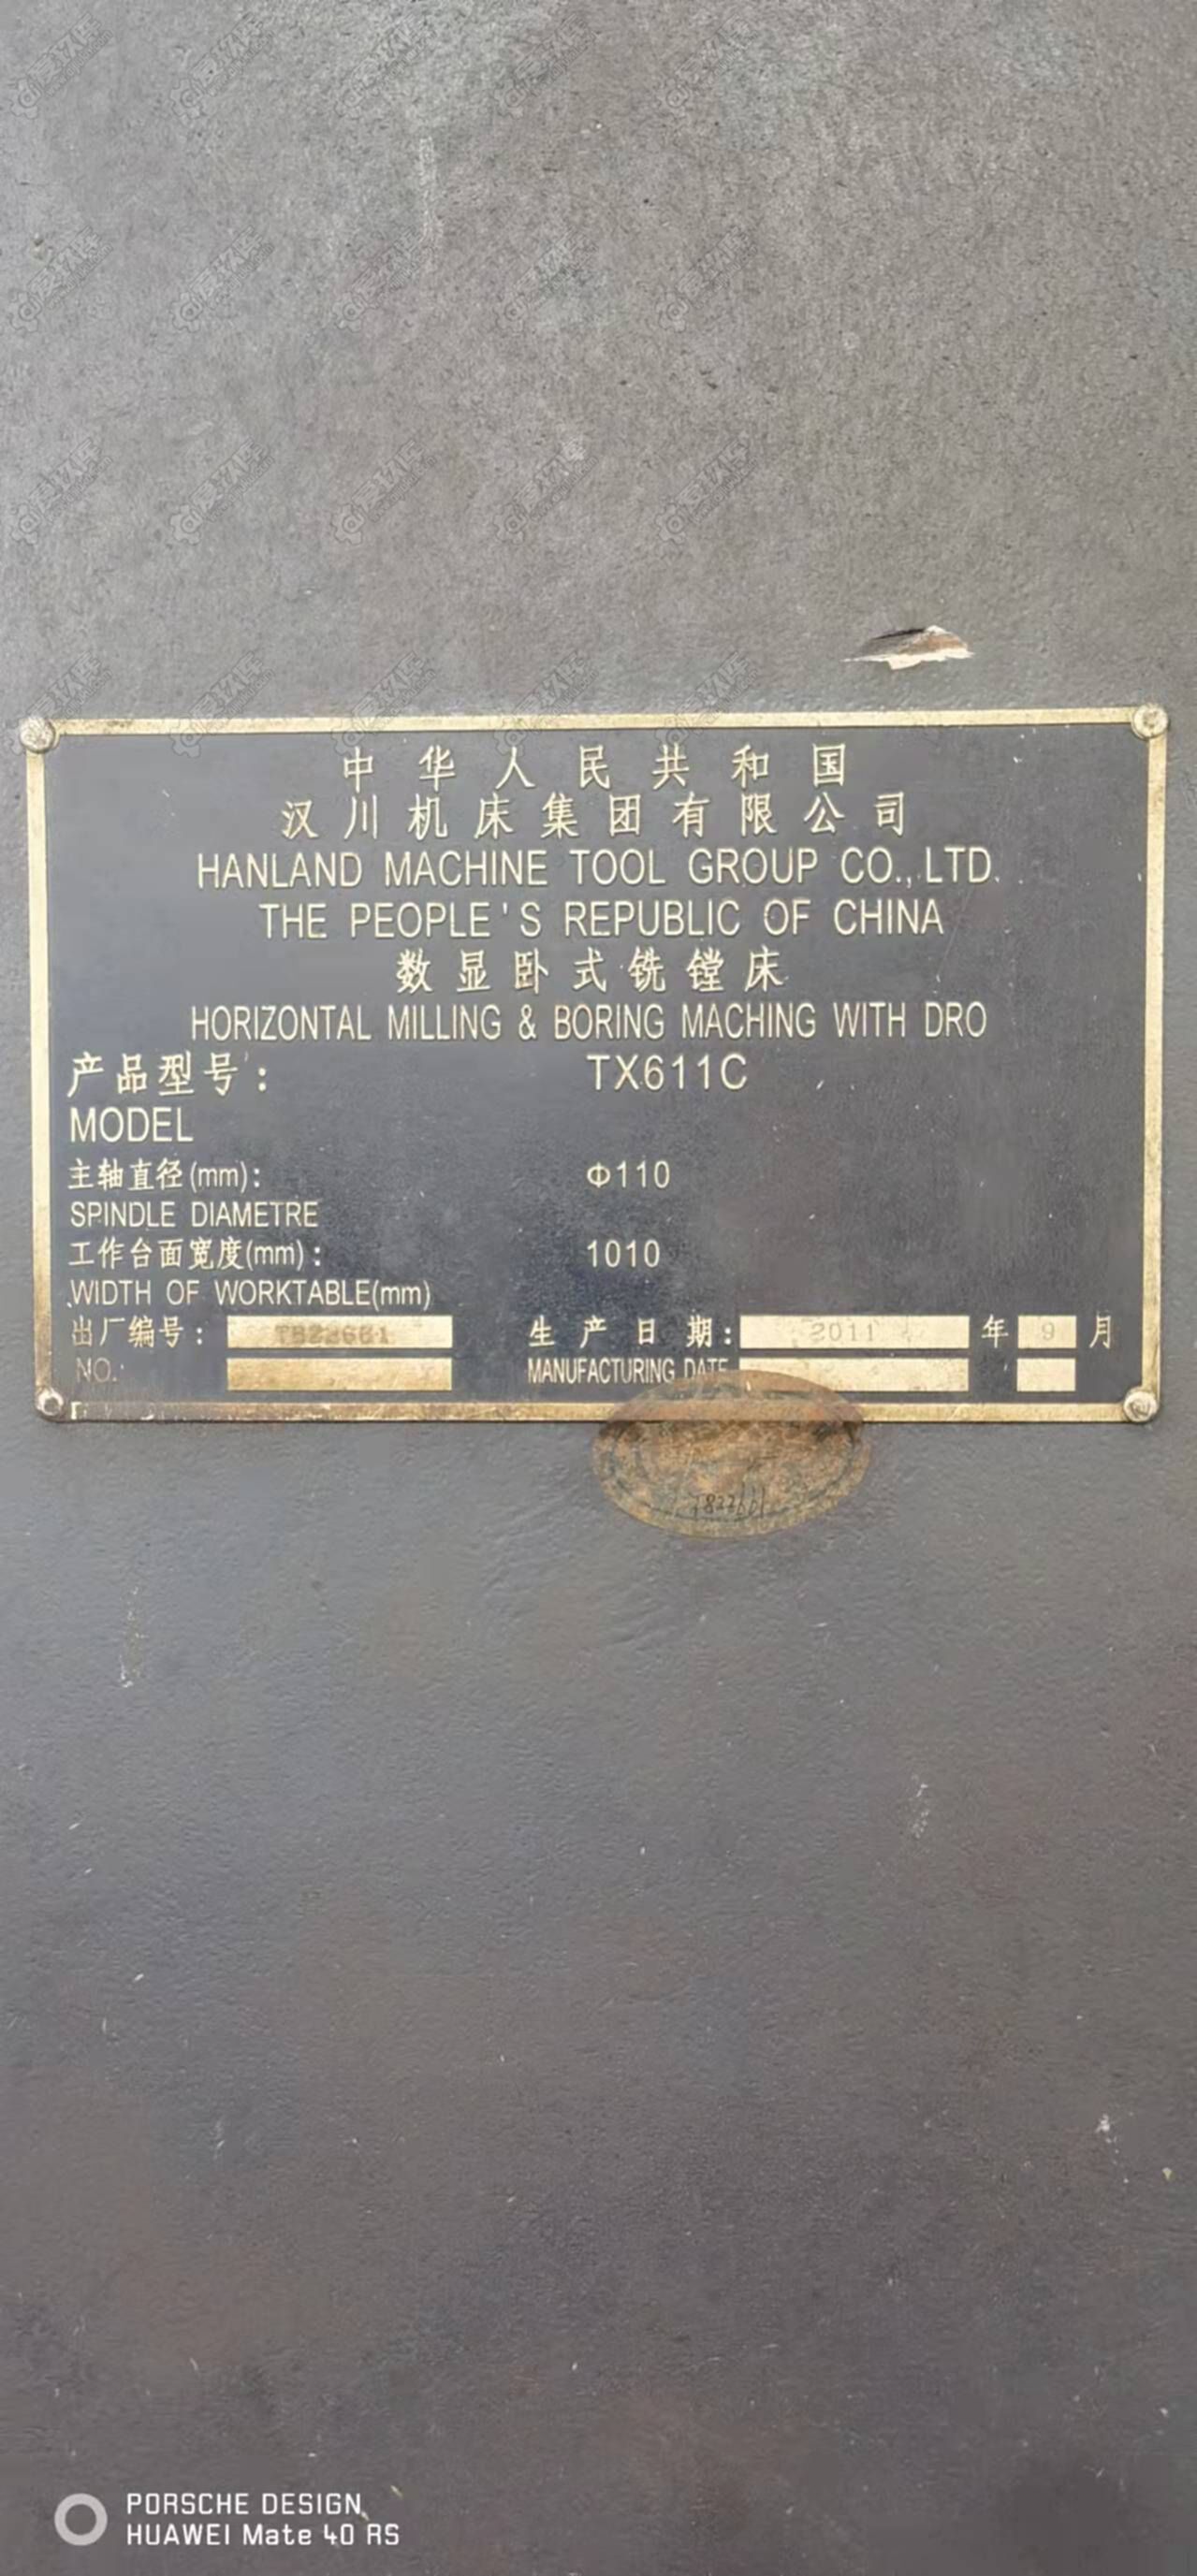 中华人民共和国
汉川机床集团有限公司
HANLAND MACHINE TOOL GROUP CO.,LTD.
THE PEOPLE'S REPUBLIC OF CHINA
数显卧式铣镗床
HORIZONTAL MILLING & BORING MACHING WITH DRO
产品型号: TX611C
MODEL
主轴直径(mm): Φ110
SPINDLE DIAMETRE
工作台面宽度(mm): 1010
WIDTH OF WORKTABLE(mm)
出厂编号: 生产日期: 2011 年 9 月
NO.: MANUFACTURING DATE
PORSCHE DESIGN
HUAWEI Mate 40 RS